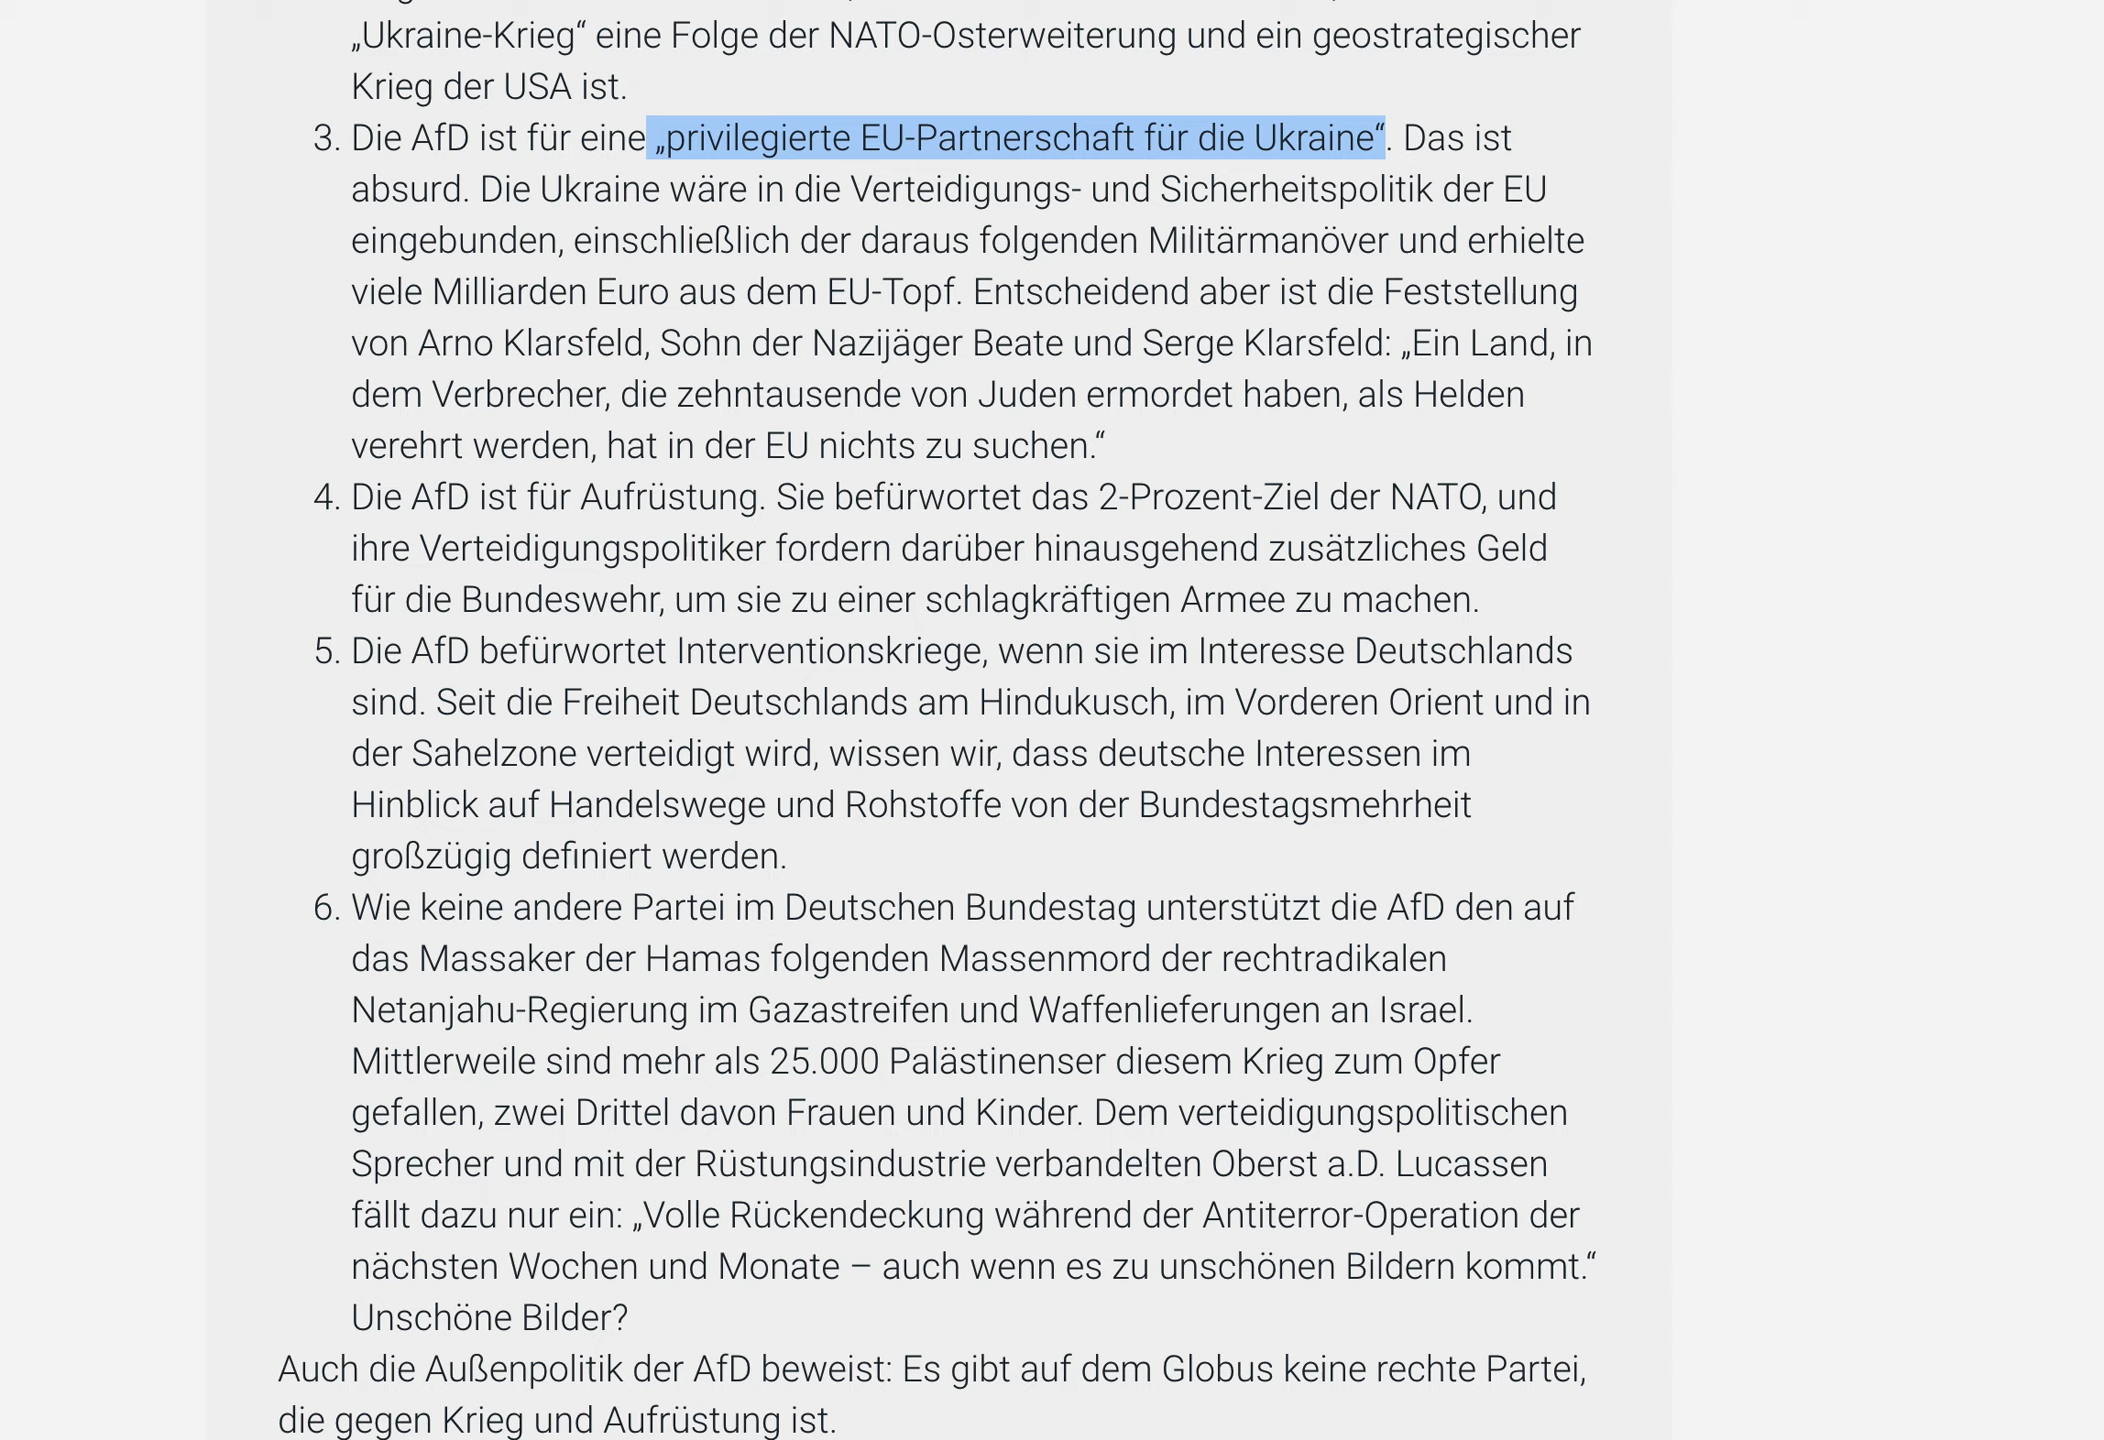 „Ukraine-Krieg“ eine Folge der NATO-Osterweiterung und ein geostrategischer
Krieg der USA ist.
3. Die AfD ist für eine „privilegierte EU-Partnerschaft für die Ukraine“. Das ist
absurd. Die Ukraine wäre in die Verteidigungs- und Sicherheitspolitik der EU
eingebunden, einschließlich der daraus folgenden Militärmanöver und erhielte
viele Milliarden Euro aus dem EU-Topf. Entscheidend aber ist die Feststellung
von Arno Klarsfeld, Sohn der Nazijäger Beate und Serge Klarsfeld: „Ein Land, in
dem Verbrecher, die zehntausende von Juden ermordet haben, als Helden
verehrt werden, hat in der EU nichts zu suchen.“
4. Die AfD ist für Aufrüstung. Sie befürwortet das 2-Prozent-Ziel der NATO, und
ihre Verteidigungspolitiker fordern darüber hinausgehend zusätzliches Geld
für die Bundeswehr, um sie zu einer schlagkräftigen Armee zu machen.
5. Die AfD befürwortet Interventionskriege, wenn sie im Interesse Deutschlands
sind. Seit die Freiheit Deutschlands am Hindukusch, im Vorderen Orient und in
der Sahelzone verteidigt wird, wissen wir, dass deutsche Interessen im
Hinblick auf Handelswege und Rohstoffe von der Bundestagsmehrheit
großzügig definiert werden.
6. Wie keine andere Partei im Deutschen Bundestag unterstützt die AfD den auf
das Massaker der Hamas folgenden Massenmord der rechtradikalen
Netanjahu-Regierung im Gazastreifen und Waffenlieferungen an Israel.
Mittlerweile sind mehr als 25.000 Palästinenser diesem Krieg zum Opfer
gefallen, zwei Drittel davon Frauen und Kinder. Dem verteidigungspolitischen
Sprecher und mit der Rüstungsindustrie verbandelten Oberst a.D. Lucassen
fällt dazu nur ein: „Volle Rückendeckung während der Antiterror-Operation der
nächsten Wochen und Monate – auch wenn es zu unschönen Bildern kommt.“
Unschöne Bilder?
Auch die Außenpolitik der AfD beweist: Es gibt auf dem Globus keine rechte Partei,
die gegen Krieg und Aufrüstung ist.